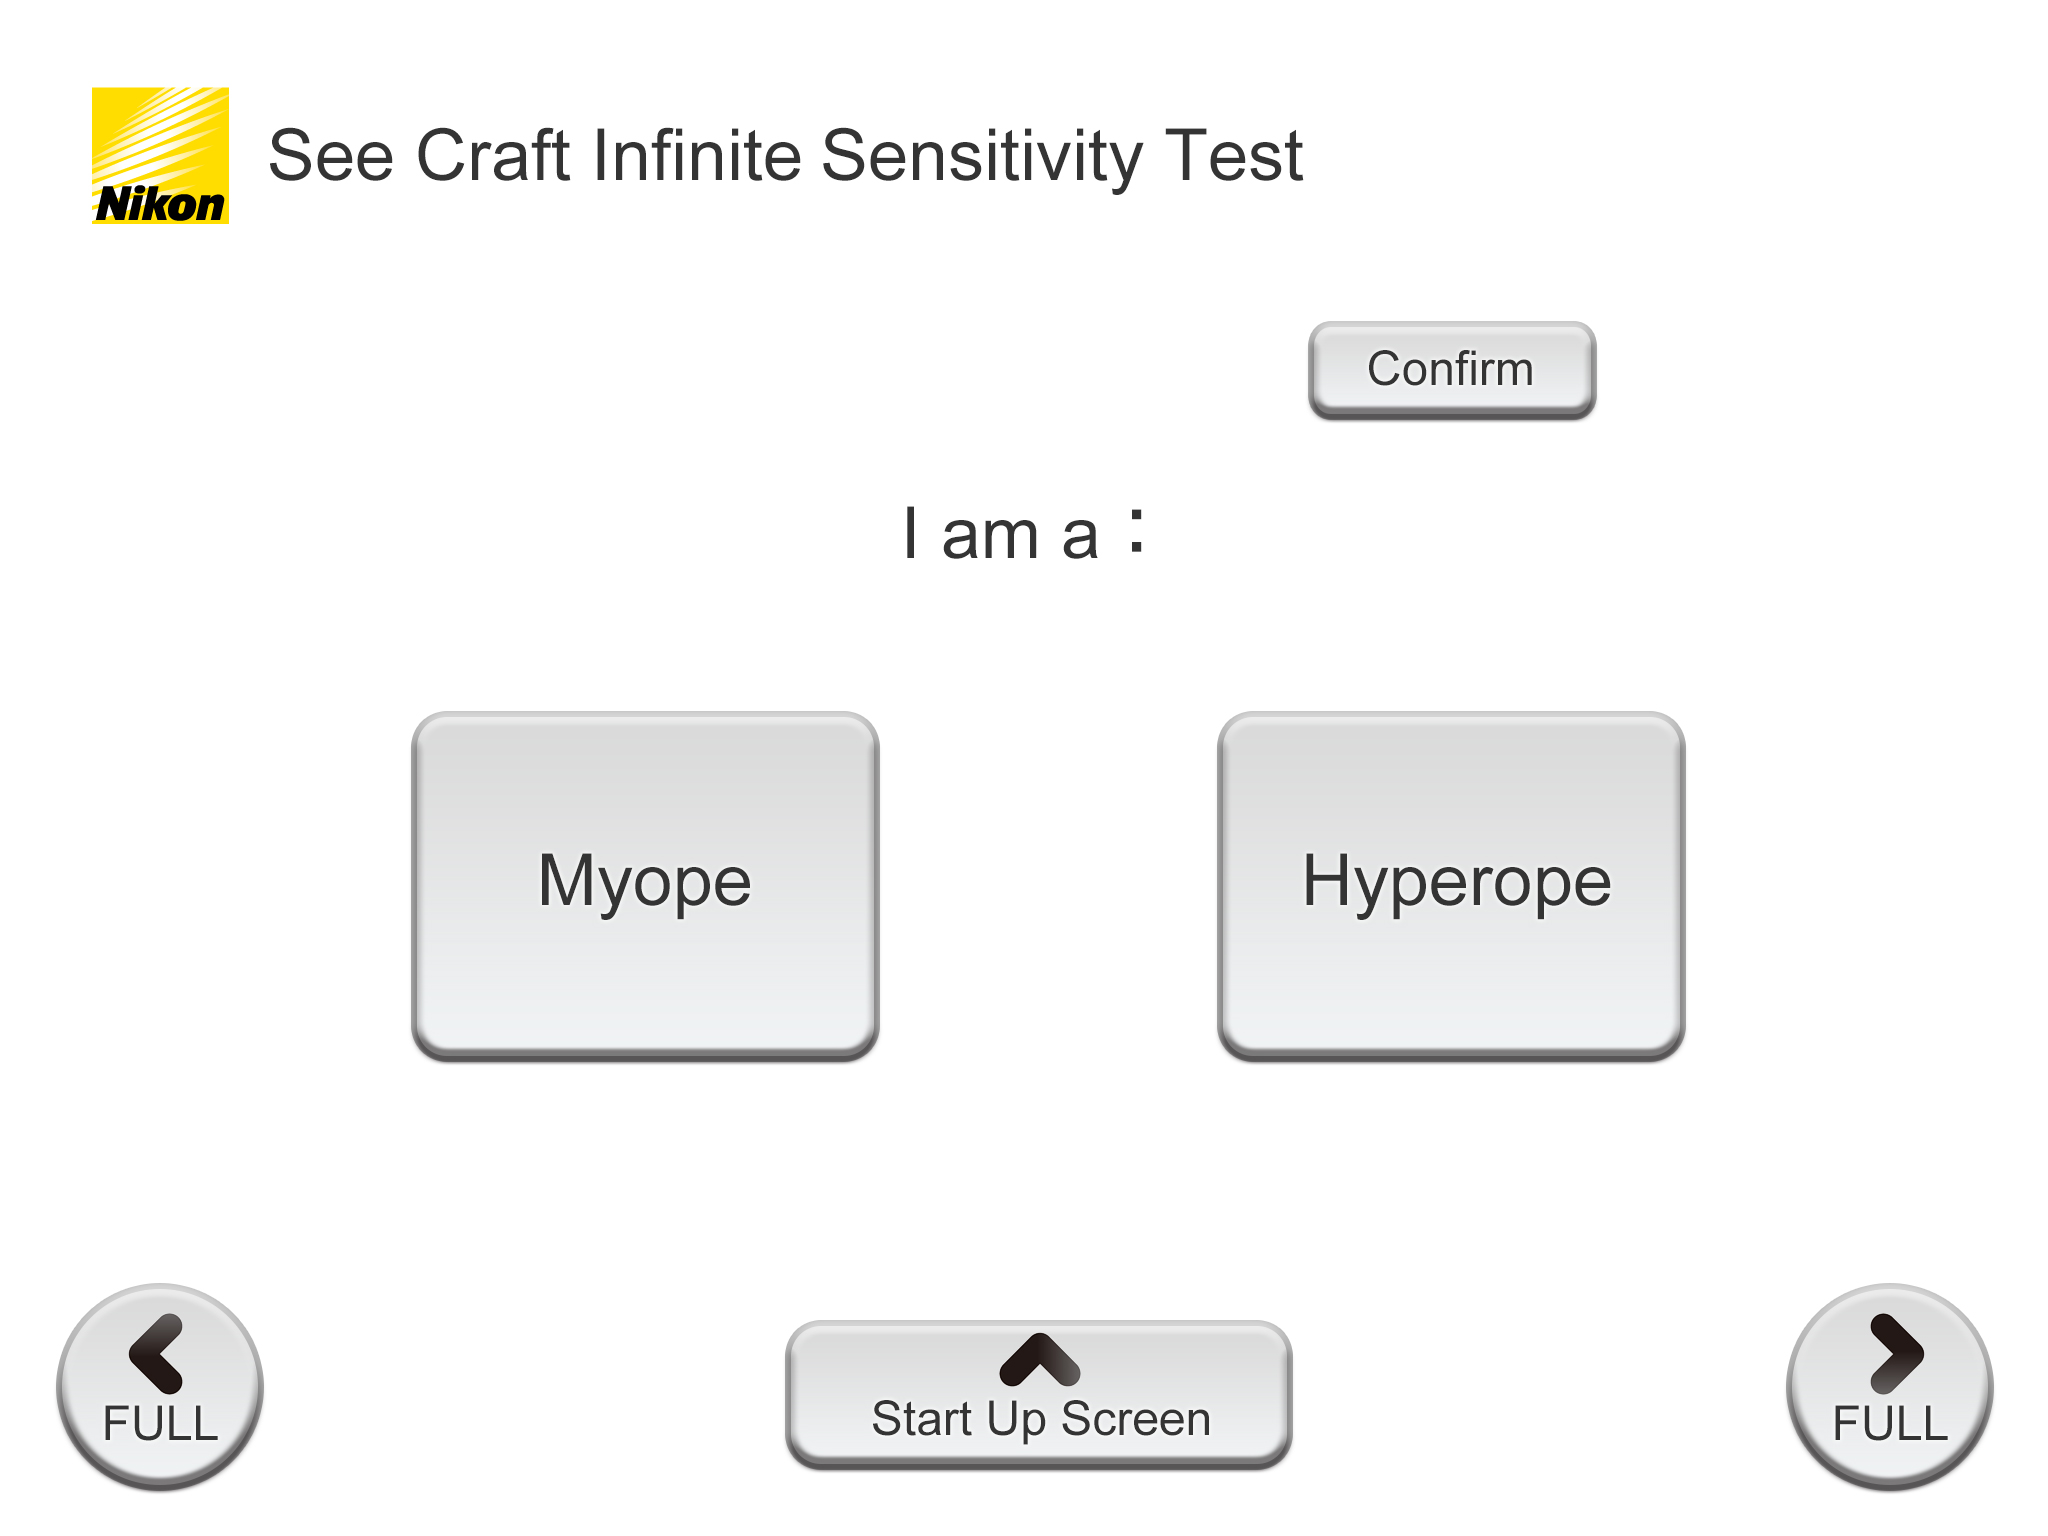 Nikon
See Craft Infinite Sensitivity Test
Confirm
I am a：
Myope
Hyperope
FULL
Start Up Screen
FULL